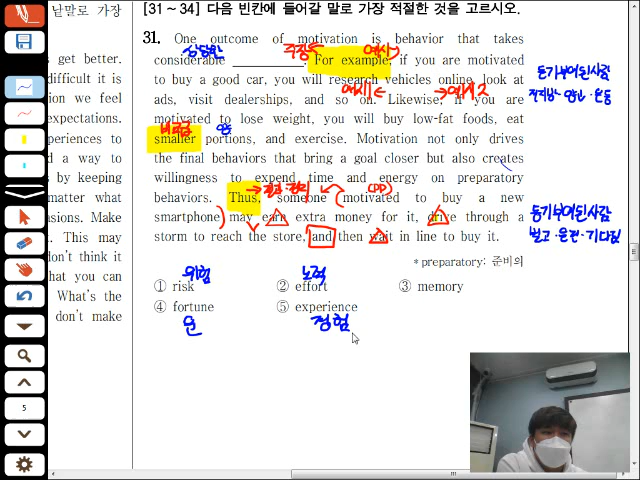 낱말로 가장
[31 ~ 34] 다음 빈칸에 들어갈 말로 가장 적절한 것을 고르시오.
get better.
difficult it is
on we feel
expectations.
periences to
d a way to
s by keeping
matter what
asions. Make
. This may
don't think it
hat you can
What's the
don't make
31. One outcome of motivation is behavior that takes
상당한 주장 예시
considerable ________. For example, if you are motivated
to buy a good car, you will research vehicles online, look at
예시1 예시2
ads, visit dealerships, and so on. Likewise, if you are
motivated to lose weight, you will buy low-fat foods, eat
비교급
smaller portions, and exercise. Motivation not only drives
the final behaviors that bring a goal closer but also creates
willingness to expend time and energy on preparatory
결과·정리 (PP)
behaviors. Thus, someone (motivated to buy a new
smartphone) may earn extra money for it, drive through a
storm to reach the store, and then wait in line to buy it.
동기부여된사람
동기부여된사람
벌고·운전·기다림
* preparatory: 준비의
위험 노력
① risk ② effort ③ memory
④ fortune ⑤ experience
운 경험
5